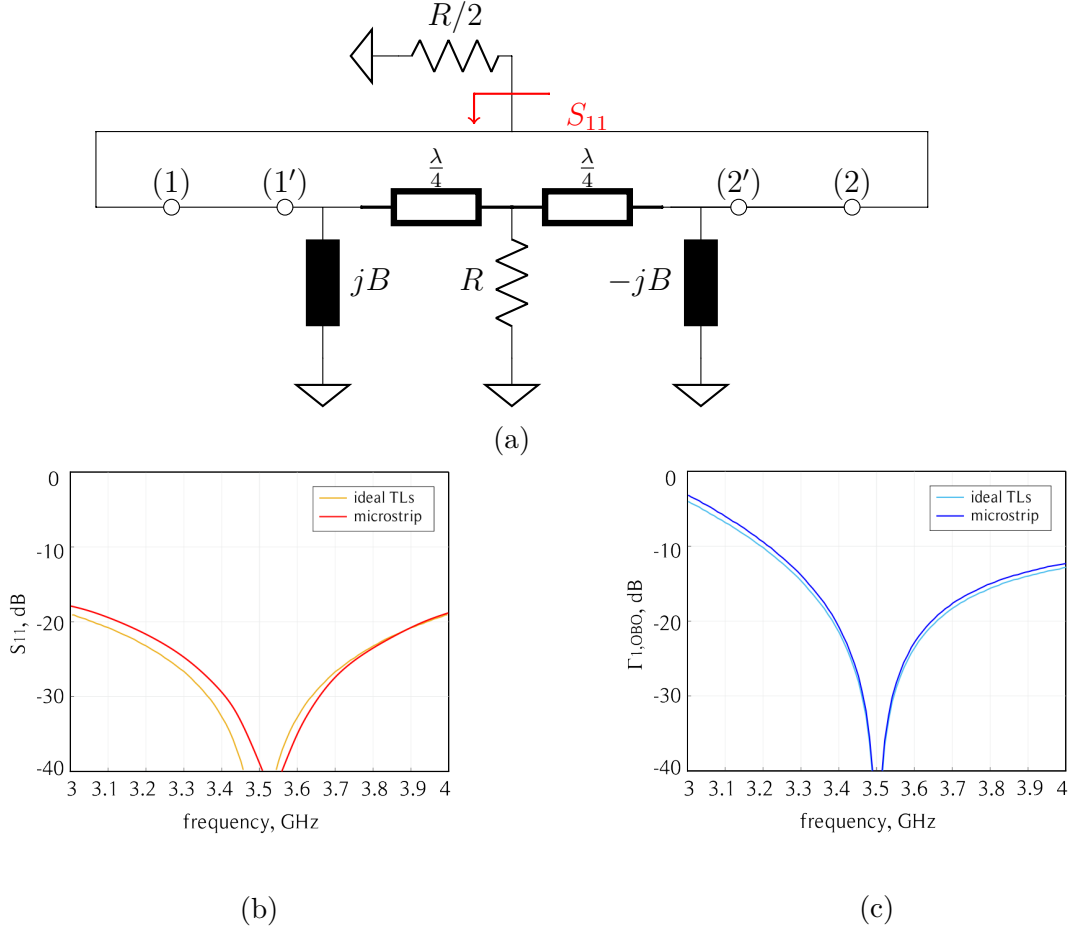 R/2
S11
(1) (1′) λ/4 λ/4 (2′) (2)
jB R −jB
(a)
0
-10
-20
-30
-40
S11, dB
ideal TLs
microstrip
3 3.1 3.2 3.3 3.4 3.5 3.6 3.7 3.8 3.9 4
frequency, GHz
(b)
0
-10
-20
-30
-40
Γ1,OBO, dB
ideal TLs
microstrip
3 3.1 3.2 3.3 3.4 3.5 3.6 3.7 3.8 3.9 4
frequency, GHz
(c)